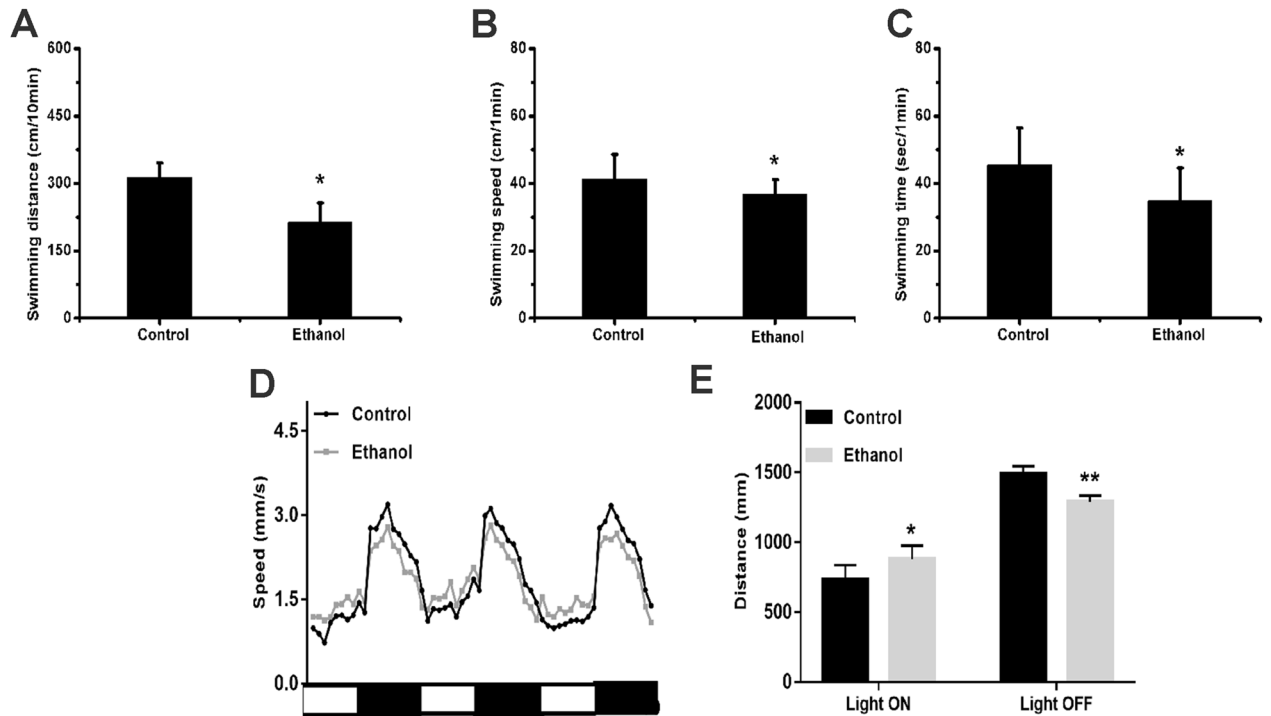 A
Swimming distance (cm/10min)
600
450
300
150
0
*
Control
Ethanol
B
Swimming speed (cm/1min)
80
60
40
20
0
*
Control
Ethanol
C
Swimming time (sec/1min)
80
60
40
20
0
*
Control
Ethanol
D
Speed (mm/s)
4.5
3.0
1.5
0.0
Control
Ethanol
E
Distance (mm)
2000
1500
1000
500
0
Control
Ethanol
*
**
Light ON
Light OFF